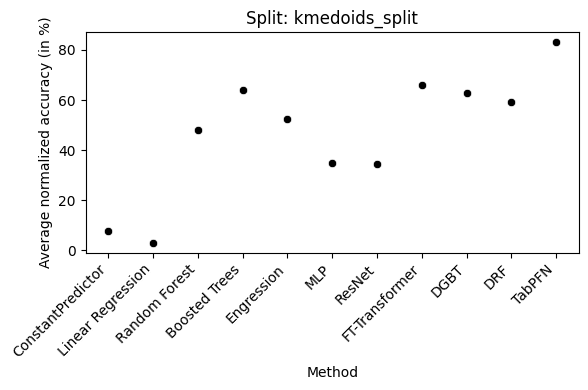 Split: kmedoids_split
Average normalized accuracy (in %)
80
60
40
20
0
ConstantPredictor
Linear Regression
Random Forest
Boosted Trees
Engression
MLP
ResNet
FT-Transformer
DGBT
DRF
TabPFN
Method